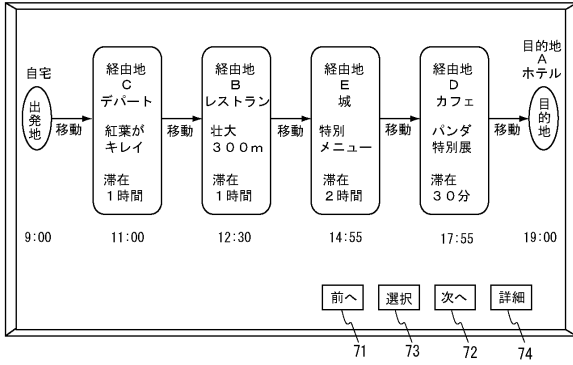 自宅
出発地
移動
経由地
C
デパート
紅葉が
キレイ
滞在
1時間
移動
経由地
B
レストラン
壮大
300m
滞在
1時間
移動
経由地
E
城
特別
メニュー
滞在
2時間
移動
経由地
D
カフェ
パンダ
特別展
滞在
30分
移動
目的地
A
ホテル
目的地
9:00 11:00 12:30 14:55 17:55 19:00
前へ 選択 次へ 詳細
71 73 72 74